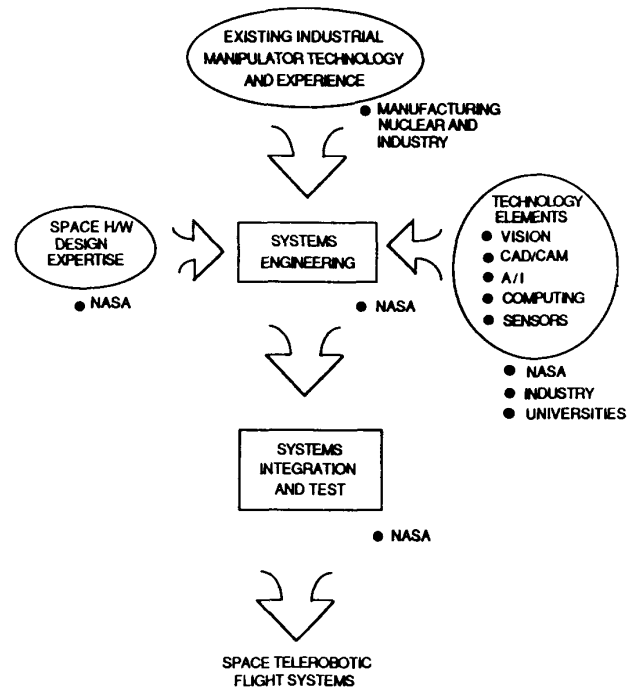 EXISTING INDUSTRIAL
MANIPULATOR TECHNOLOGY
AND EXPERIENCE
● MANUFACTURING
NUCLEAR AND
INDUSTRY
SPACE H/W
DESIGN
EXPERTISE
● NASA
SYSTEMS
ENGINEERING
● NASA
TECHNOLOGY
ELEMENTS
● VISION
● CAD/CAM
● A/I
● COMPUTING
● SENSORS
● NASA
● INDUSTRY
● UNIVERSITIES
SYSTEMS
INTEGRATION
AND TEST
● NASA
SPACE TELEROBOTIC
FLIGHT SYSTEMS